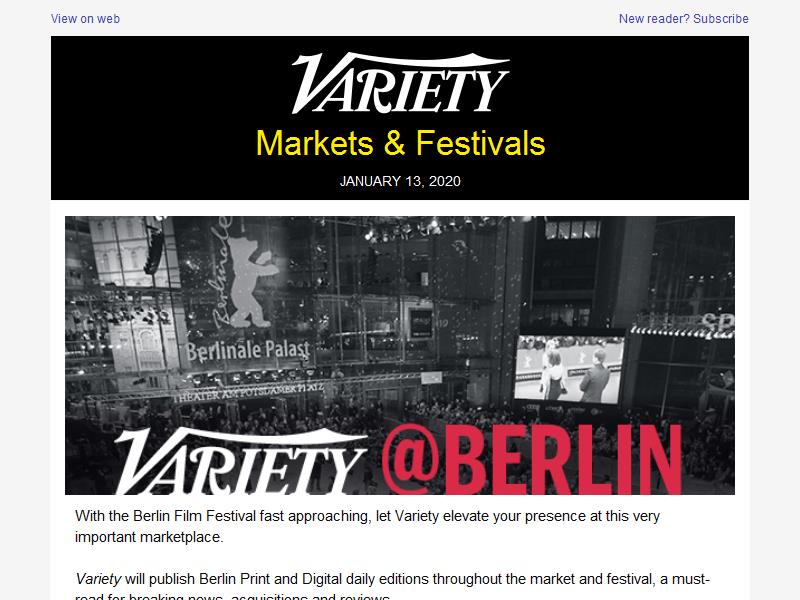 View on web
New reader? Subscribe
VARIETY
Markets & Festivals
JANUARY 13, 2020
Berlinale
Berlinale Palast
THEATER AM POTSDAMER PLATZ
VARIETY @BERLIN
With the Berlin Film Festival fast approaching, let Variety elevate your presence at this very
important marketplace.
Variety will publish Berlin Print and Digital daily editions throughout the market and festival, a must-
read for breaking news, acquisitions and reviews.